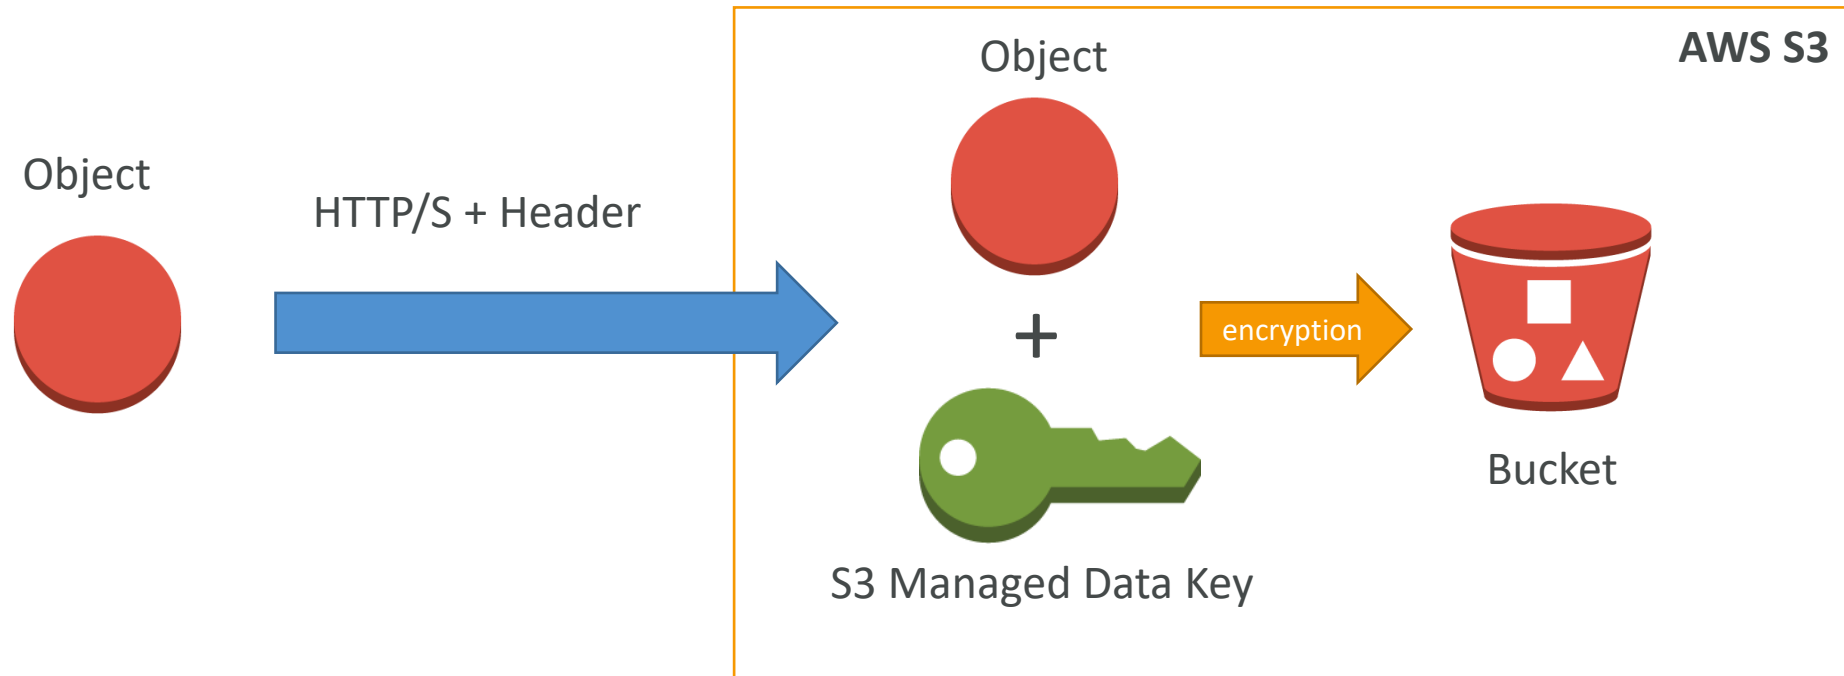 Object
HTTP/S + Header
AWS S3
Object
+
S3 Managed Data Key
encryption
Bucket